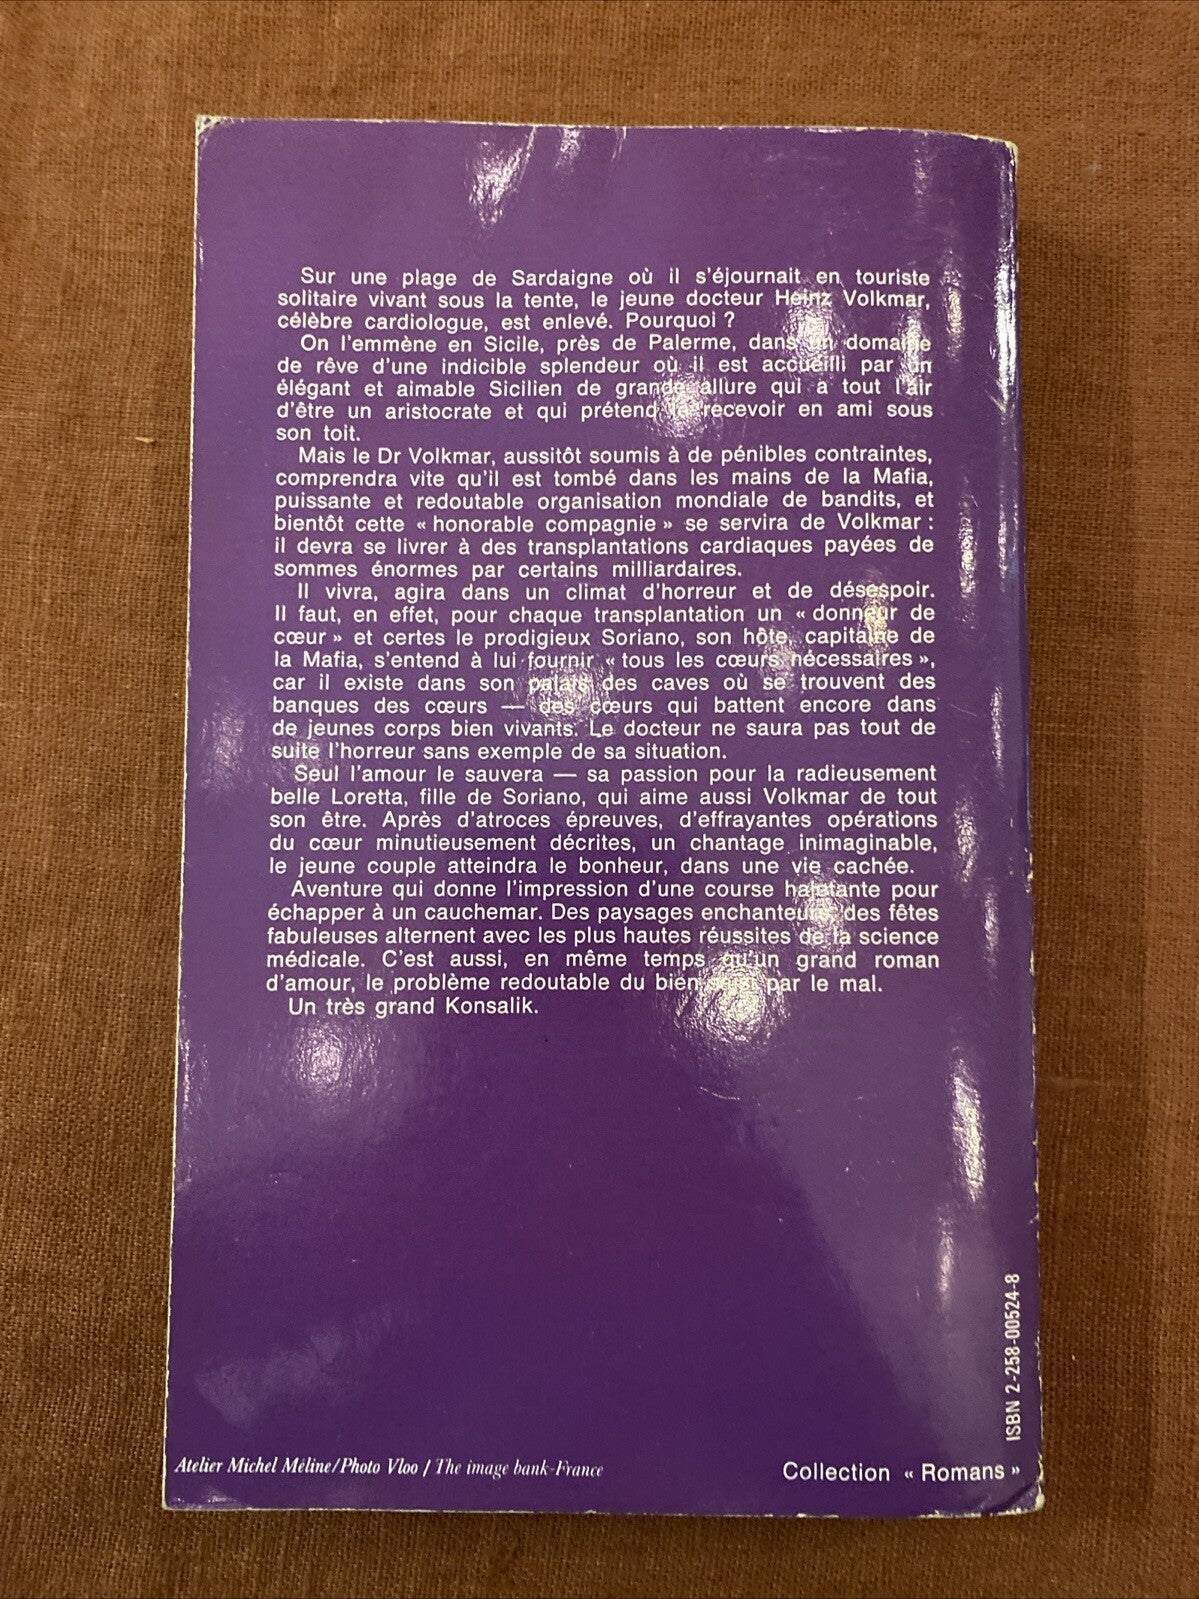 Sur une plage de Sardaigne où il s'éjournait en touriste
solitaire vivant sous la tente, le jeune docteur Heinz Volkmar,
célèbre cardiologue, est enlevé. Pourquoi ?
On l'emmène en Sicile, près de Palerme, dans un domaine
de rêve d'une indicible splendeur où il est accueilli par un
élégant et aimable Sicilien de grande allure qui a tout l'air
d'être un aristocrate et qui prétend le recevoir en ami sous
son toit.
Mais le Dr Volkmar, aussitôt soumis à de pénibles contraintes,
comprendra vite qu'il est tombé dans les mains de la Mafia,
puissante et redoutable organisation mondiale de bandits, et
bientôt cette « honorable compagnie » se servira de Volkmar :
il devra se livrer à des transplantations cardiaques payées de
sommes énormes par certains milliardaires.
Il vivra, agira dans un climat d'horreur et de désespoir.
Il faut, en effet, pour chaque transplantation un « donneur de
cœur » et certes le prodigieux Soriano, son hôte, capitaine de
la Mafia, s'entend à lui fournir « tous les cœurs nécessaires »,
car il existe dans son palais des caves où se trouvent des
banques des cœurs — des cœurs qui battent encore dans
de jeunes corps bien vivants. Le docteur ne saura pas tout de
suite l'horreur sans exemple de sa situation.
Seul l'amour le sauvera — sa passion pour la radieusement
belle Loretta, fille de Soriano, qui aime aussi Volkmar de tout
son être. Après d'atroces épreuves, d'effrayantes opérations
du cœur minutieusement décrites, un chantage inimaginable,
le jeune couple atteindra le bonheur, dans une vie cachée.
Aventure qui donne l'impression d'une course haletante pour
échapper à un cauchemar. Des paysages enchanteurs, des fêtes
fabuleuses alternent avec les plus hautes réussites de la science
médicale. C'est aussi, en même temps qu'un grand roman
d'amour, le problème redoutable du bien par le mal.
Un très grand Konsalik.
ISBN 2-258-00524-8
Atelier Michel Méline/Photo Vloo / The image bank-France
Collection « Romans »